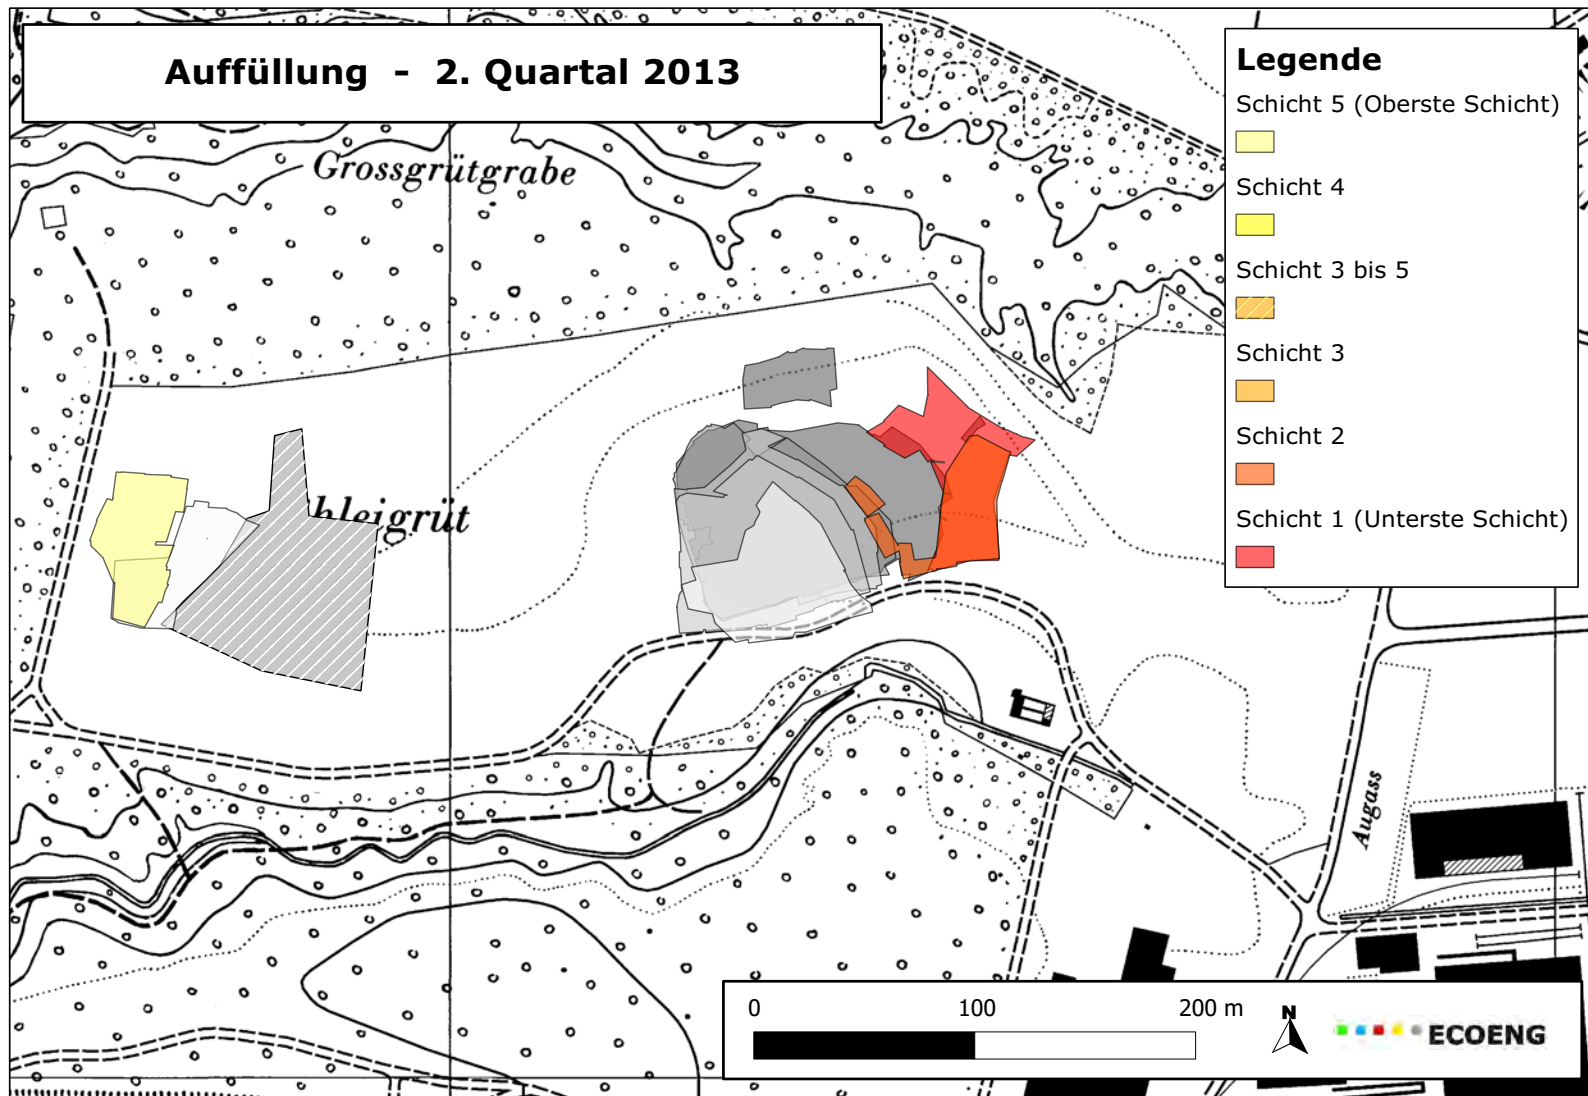 Auffüllung - 2. Quartal 2013
Legende
Schicht 5 (Oberste Schicht)
Schicht 4
Schicht 3 bis 5
Schicht 3
Schicht 2
Schicht 1 (Unterste Schicht)
Grossgrütgrabe
hleigrüt
Augass
0 100 200 m
N
ECOENG